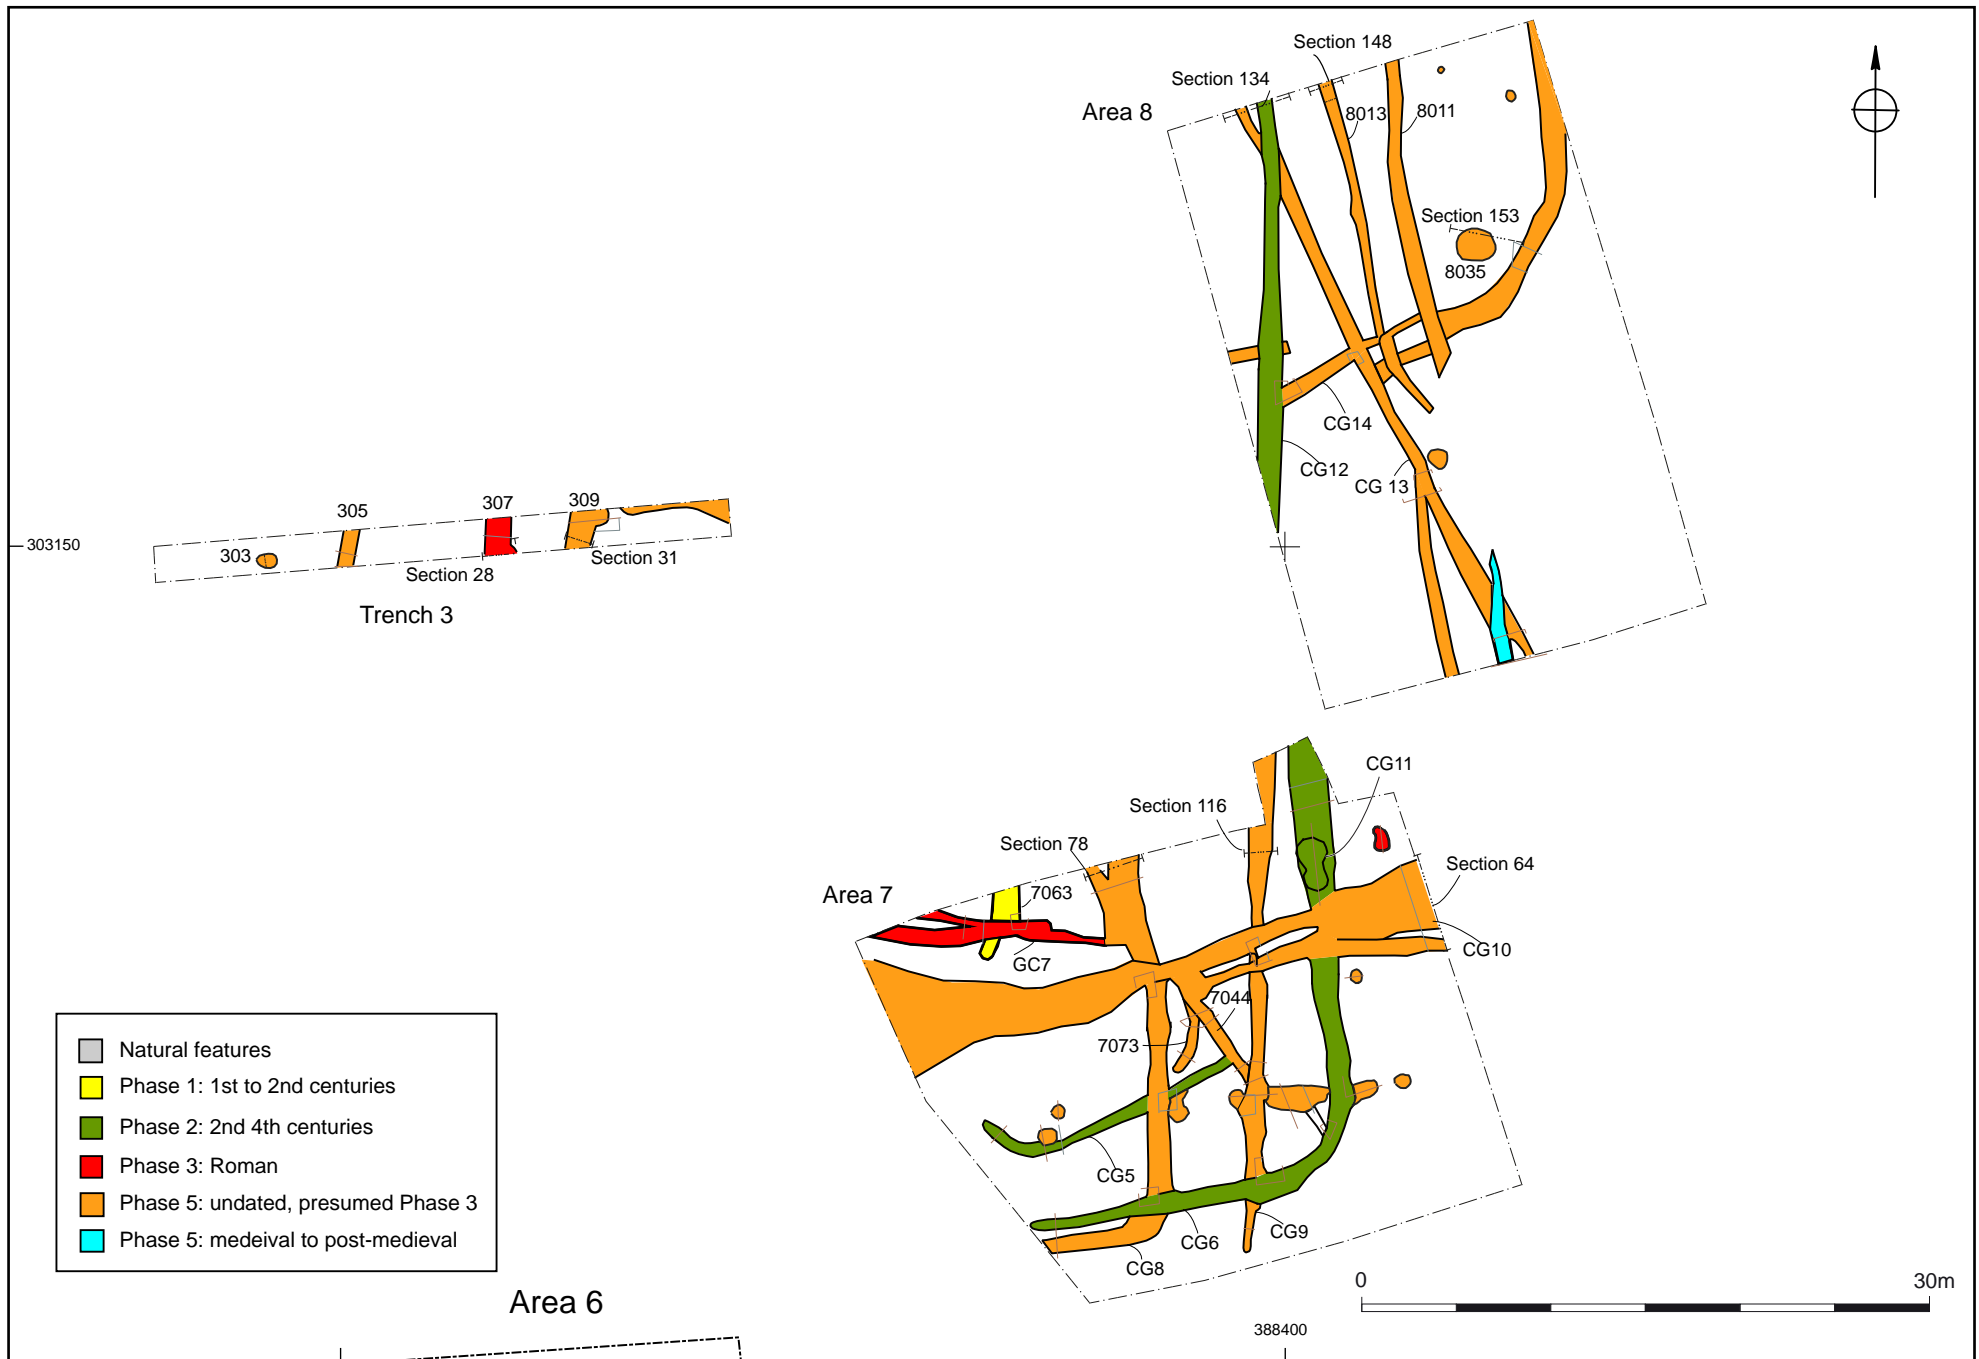 Section 148
Section 134
Area 8
8013
8011
Section 153
8035
CG14
CG12
CG 13
305
307
309
303150
303
Section 28
Section 31
Trench 3
CG11
Section 116
Section 78
Section 64
Area 7
7063
GC7
CG10
7044
7073
CG5
CG6
CG9
CG8
Natural features
Phase 1: 1st to 2nd centuries
Phase 2: 2nd 4th centuries
Phase 3: Roman
Phase 5: undated, presumed Phase 3
Phase 5: medeival to post-medieval
Area 6
0
30m
388400